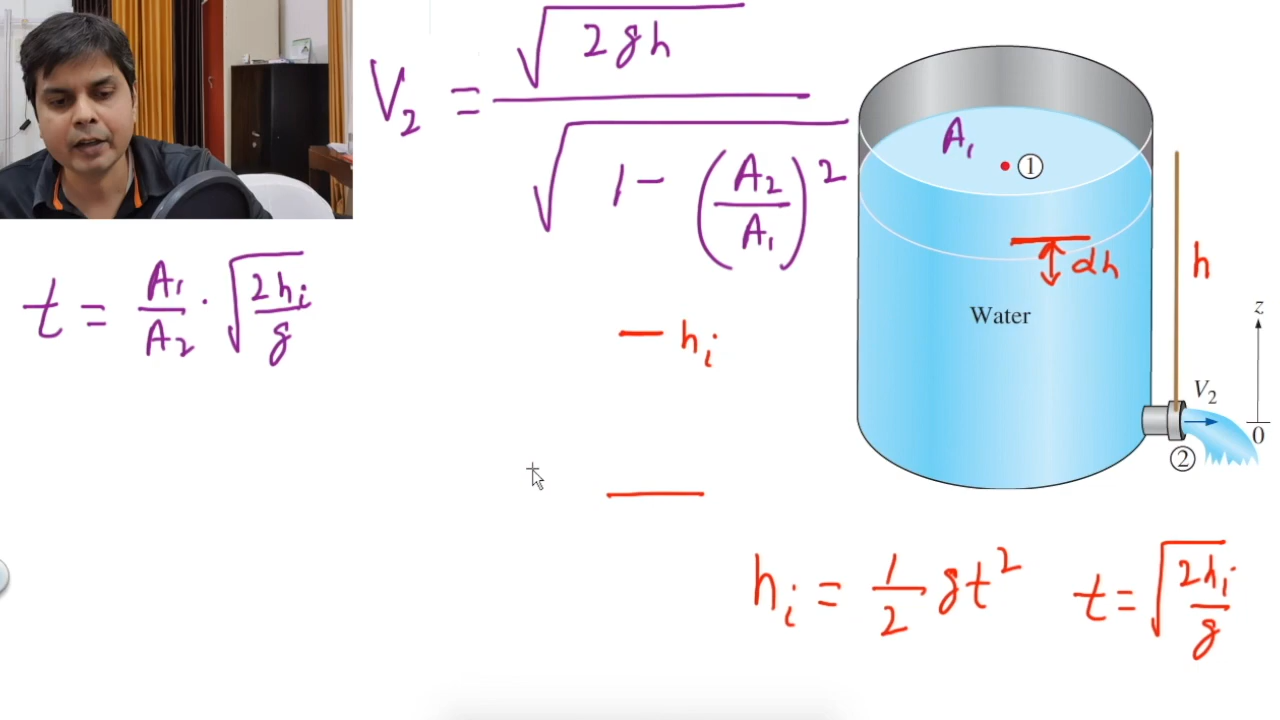 V₂ = √(2gh) / √(1 − (A₂/A₁)²)
t = A₁/A₂ · √(2hᵢ/g)
— hᵢ
A₁
①
dh
h
Water
z
V₂
0
②
hᵢ = 1/2 gt² t = √(2hᵢ/g)